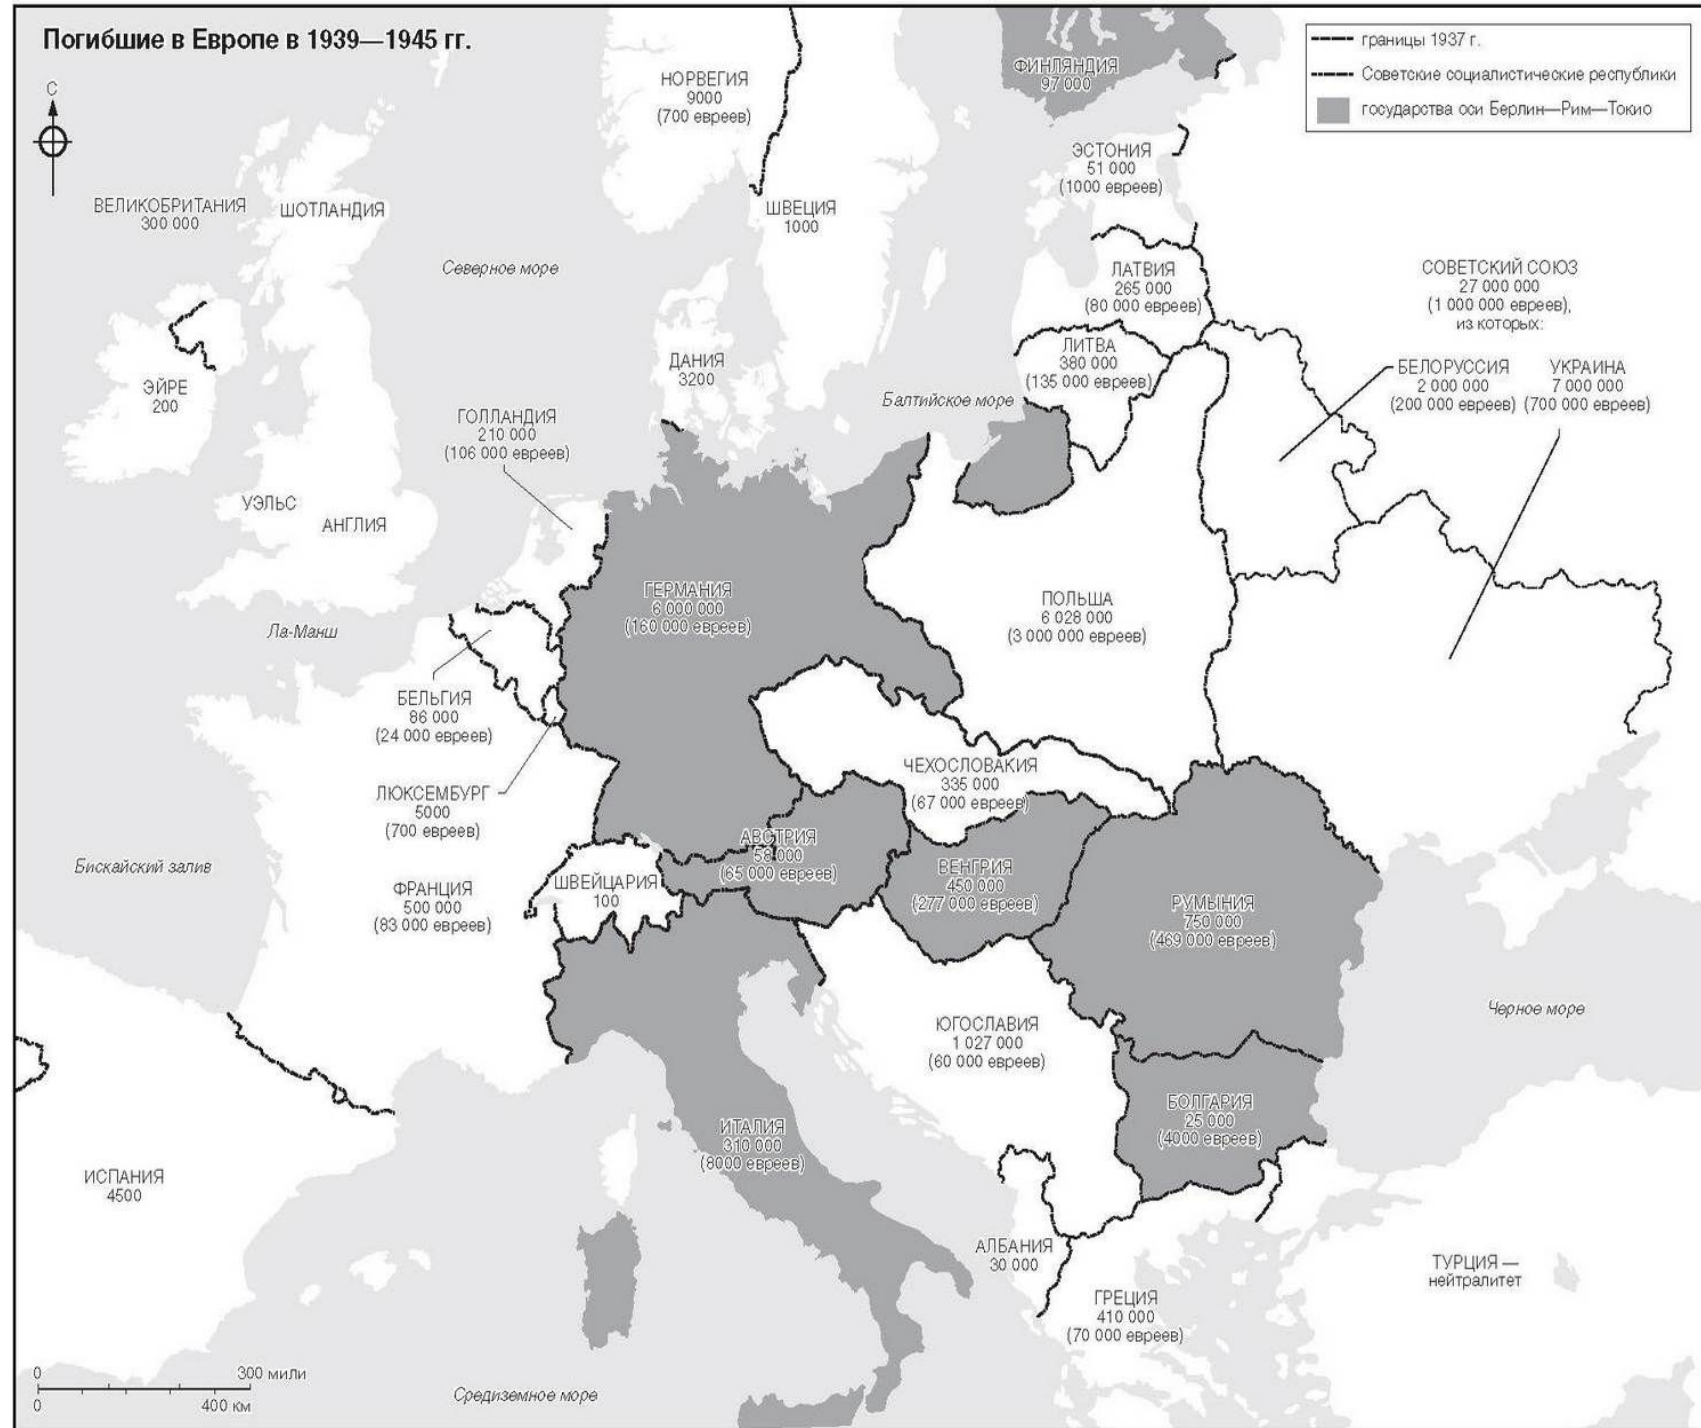 Погибшие в Европе в 1939—1945 гг.
границы 1937 г.
Советские социалистические республики
государства оси Берлин—Рим—Токио
С
НОРВЕГИЯ
9000
(700 евреев)
ФИНЛЯНДИЯ
97 000
ЭСТОНИЯ
51 000
(1000 евреев)
ВЕЛИКОБРИТАНИЯ
300 000
ШОТЛАНДИЯ
ШВЕЦИЯ
1000
Северное море
ЛАТВИЯ
265 000
(80 000 евреев)
СОВЕТСКИЙ СОЮЗ
27 000 000
(1 000 000 евреев),
из которых:
ЛИТВА
380 000
(135 000 евреев)
БЕЛОРУССИЯ
2 000 000
(200 000 евреев)
УКРАИНА
7 000 000
(700 000 евреев)
ДАНИЯ
3200
ЭЙРЕ
200
Балтийское море
ГОЛЛАНДИЯ
210 000
(106 000 евреев)
УЭЛЬС
АНГЛИЯ
ГЕРМАНИЯ
6 000 000
(160 000 евреев)
ПОЛЬША
6 028 000
(3 000 000 евреев)
Ла-Манш
БЕЛЬГИЯ
86 000
(24 000 евреев)
ЧЕХОСЛОВАКИЯ
335 000
(67 000 евреев)
ЛЮКСЕМБУРГ
5000
(700 евреев)
АВСТРИЯ
58 000
(65 000 евреев)
Бискайский залив
ФРАНЦИЯ
500 000
(83 000 евреев)
ШВЕЙЦАРИЯ
100
ВЕНГРИЯ
450 000
(277 000 евреев)
РУМЫНИЯ
750 000
(469 000 евреев)
Черное море
ЮГОСЛАВИЯ
1 027 000
(60 000 евреев)
БОЛГАРИЯ
25 000
(4000 евреев)
ИТАЛИЯ
310 000
(8000 евреев)
ИСПАНИЯ
4500
АЛБАНИЯ
30 000
ТУРЦИЯ —
нейтралитет
ГРЕЦИЯ
410 000
(70 000 евреев)
Средиземное море
0 300 мили
0 400 км